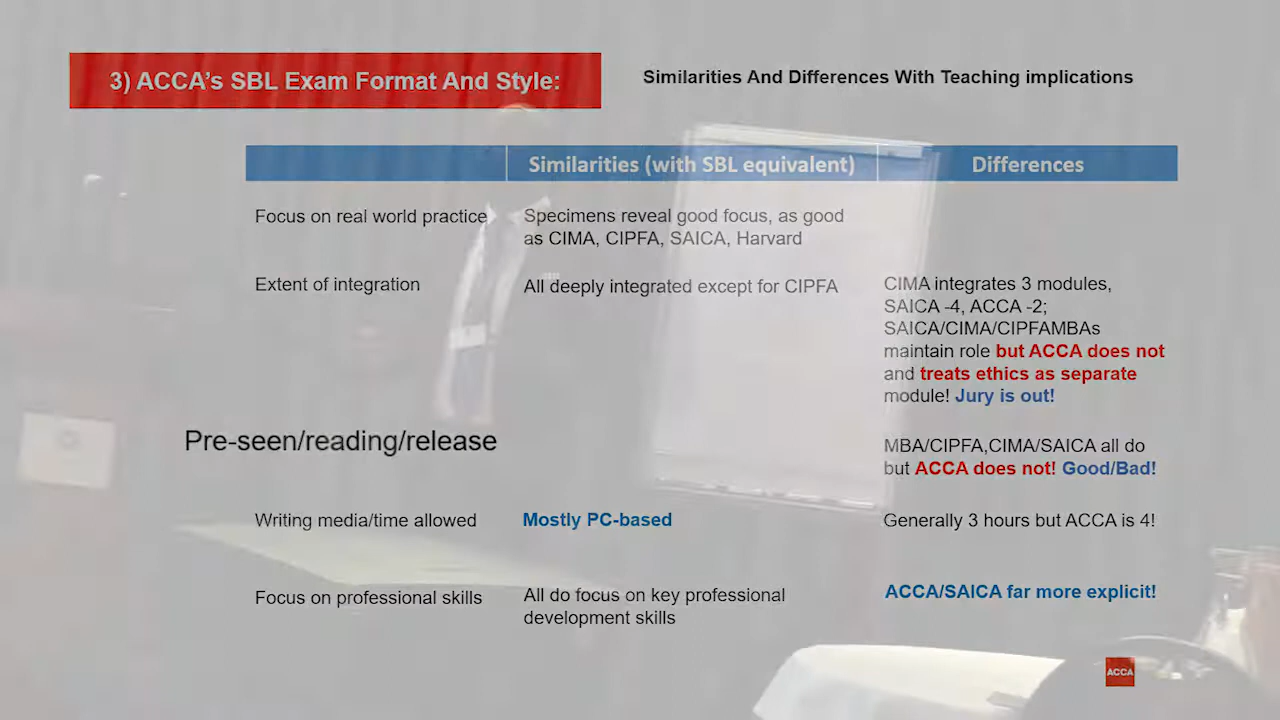 3) ACCA's SBL Exam Format And Style:
Similarities And Differences With Teaching implications
Similarities (with SBL equivalent)
Differences
Focus on real world practice
Specimens reveal good focus, as good
as CIMA, CIPFA, SAICA, Harvard
Extent of integration
All deeply integrated except for CIPFA
CIMA integrates 3 modules,
SAICA -4, ACCA -2;
SAICA/CIMA/CIPFAMBAs
maintain role but ACCA does not
and treats ethics as separate
module! Jury is out!
Pre-seen/reading/release
MBA/CIPFA,CIMA/SAICA all do
but ACCA does not! Good/Bad!
Writing media/time allowed
Mostly PC-based
Generally 3 hours but ACCA is 4!
Focus on professional skills
All do focus on key professional
development skills
ACCA/SAICA far more explicit!
ACCA